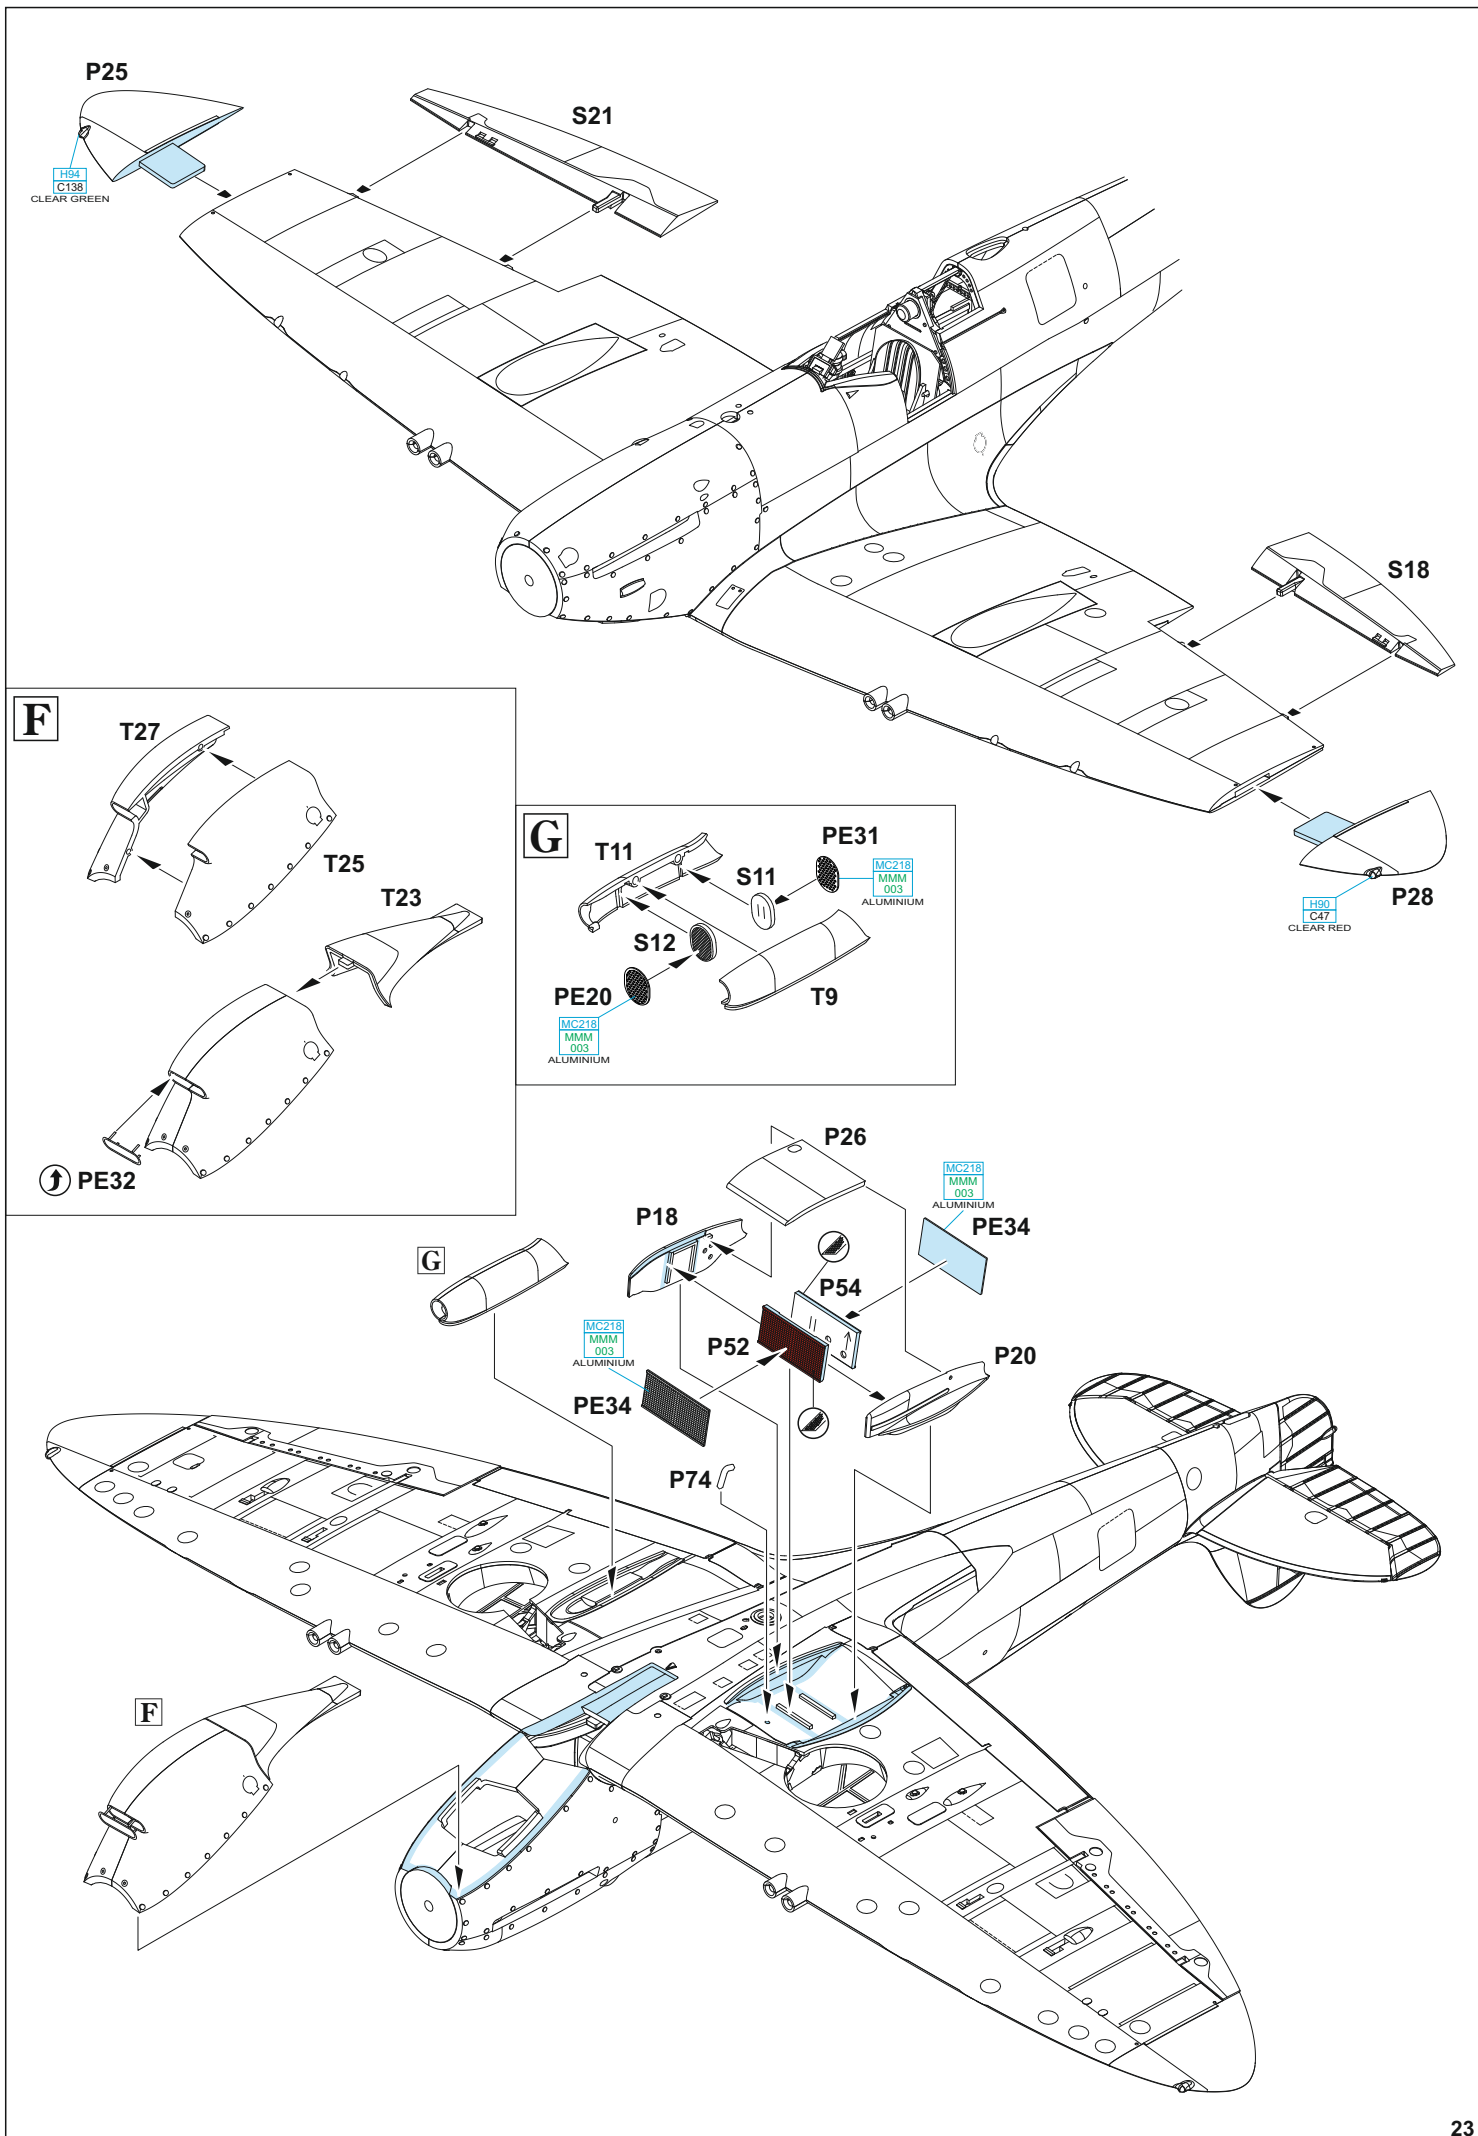 P25
S21
H94
C138
CLEAR GREEN
S18
F
T27
T25
T23
PE32
G
T11
PE31
S11
MC218
MMM
003
ALUMINIUM
S12
PE20
MC218
MMM
003
ALUMINIUM
T9
P28
H90
C47
CLEAR RED
P26
P18
MC218
MMM
003
ALUMINIUM
PE34
G
P54
P52
MC218
MMM
003
ALUMINIUM
PE34
P20
P74
F
23